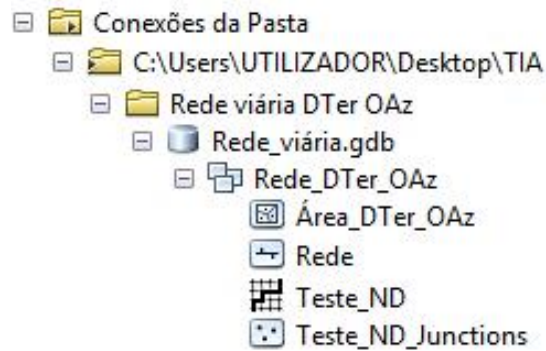 Conexões da Pasta
C:\Users\UTILIZADOR\Desktop\TIA
Rede viária DTer OAz
Rede_viária.gdb
Rede_DTer_OAz
Área_DTer_OAz
Rede
Teste_ND
Teste_ND_Junctions